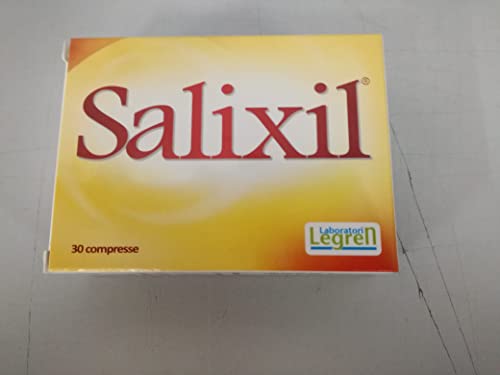 Salixil®
30 compresse
Laboratori
Legren